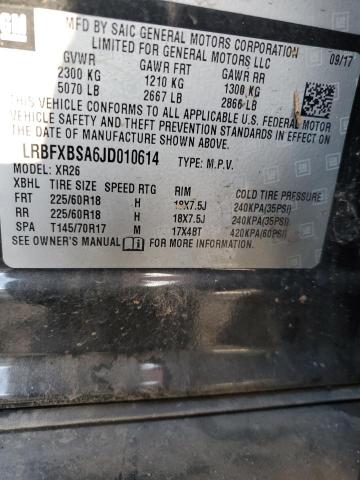 GM
MFD BY SAIC GENERAL MOTORS CORPORATION
LIMITED FOR GENERAL MOTORS LLC
09/17
GVWR GAWR FRT GAWR RR
2300 KG 1210 KG 1300 KG
5070 LB 2667 LB 2866 LB
THIS VEHICLE CONFORMS TO ALL APPLICABLE U.S. FEDERAL MOTOR
VEHICLE SAFETY, BUMPER, AND THEFT PREVENTION STANDARDS
IN EFFECT ON THE DATE OF MANUFACTURE SHOWN ABOVE.
LRBFXBSA6JD010614 TYPE: M.P.V.
MODEL: XR26
XBHL TIRE SIZE SPEED RTG RIM COLD TIRE PRESSURE
FRT 225/60R18 H 18X7.5J 240KPA(35PSI)
RR 225/60R18 H 18X7.5J 240KPA(35PSI)
SPA T145/70R17 M 17X4BT 420KPA(60PSI)
SEE OWNER'S MANUAL FOR ADDITIONAL INFORMATION